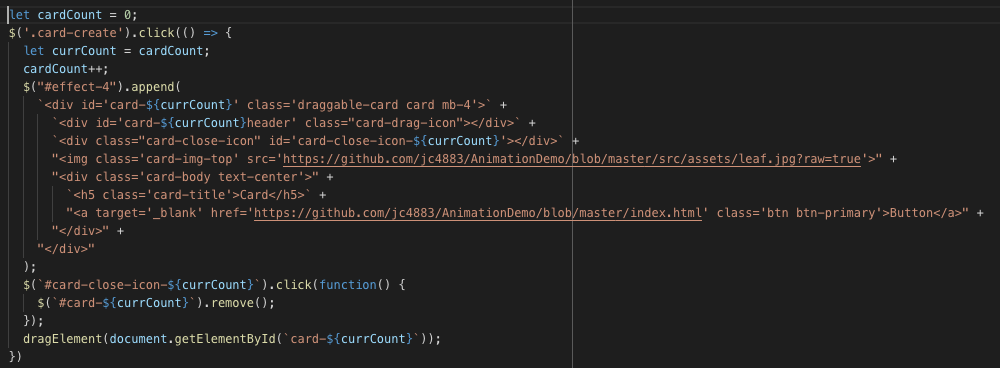 let cardCount = 0;
$('.card-create').click(() => {
  let currCount = cardCount;
  cardCount++;
  $("#effect-4").append(
    `<div id='card-${currCount}' class='draggable-card card mb-4'>` +
      `<div id='card-${currCount}header' class="card-drag-icon"></div>` +
      `<div class="card-close-icon" id='card-close-icon-${currCount}'></div>` +
      "<img class='card-img-top' src='https://github.com/jc4883/AnimationDemo/blob/master/src/assets/leaf.jpg?raw=true'>" +
      "<div class='card-body text-center'>" +
        `<h5 class='card-title'>Card</h5>` +
        "<a target='_blank' href='https://github.com/jc4883/AnimationDemo/blob/master/index.html' class='btn btn-primary'>Button</a>" +
      "</div>" +
    "</div>"
  );
  $(`#card-close-icon-${currCount}`).click(function() {
    $(`#card-${currCount}`).remove();
  });
  dragElement(document.getElementById(`card-${currCount}`));
})